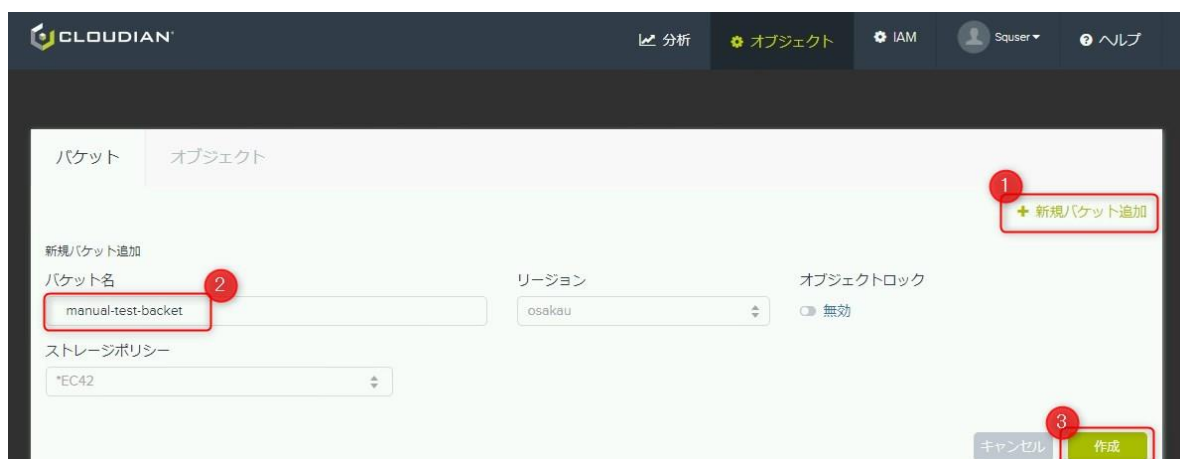 CLOUDIAN 分析 オブジェクト IAM Squser ヘルプ
バケット オブジェクト
1
+ 新規バケット追加
新規バケット追加
バケット名 リージョン オブジェクトロック
2
manual-test-backet osakau 無効
ストレージポリシー
*EC42
3
キャンセル 作成